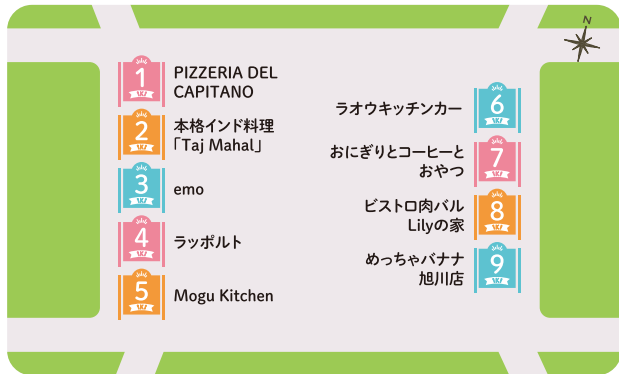 N
1
PIZZERIA DEL
CAPITANO
2
本格インド料理
「Taj Mahal」
3
emo
4
ラッポルト
5
Mogu Kitchen
6
ラオウキッチンカー
7
おにぎりとコーヒーと
おやつ
8
ビストロ肉バル
Lilyの家
9
めっちゃバナナ
旭川店